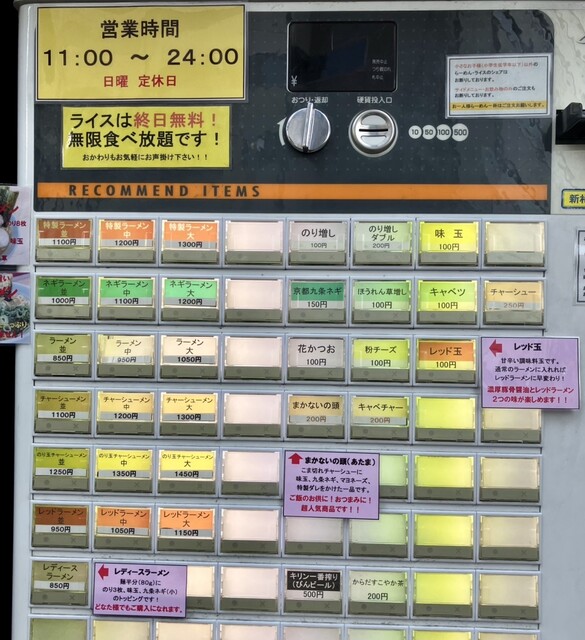 営業時間
11:00 ～ 24:00
日曜 定休日
ライスは終日無料！
無限食べ放題です！
おかわりもお気軽にお声掛け下さい！！
¥
おつり・返却
硬貨投入口
10 50 100 500
RECOMMEND ITEMS
特製ラーメン
並
1100円
特製ラーメン
中
1200円
特製ラーメン
大
1300円
のり増し
100円
のり増し
ダブル
200円
味玉
100円
ネギラーメン
並
1000円
ネギラーメン
中
1100円
ネギラーメン
大
1200円
京都九条ネギ
150円
ほうれん草増し
100円
キャベツ
100円
チャーシュー
250円
ラーメン
並
850円
ラーメン
中
950円
ラーメン
大
1050円
花かつお
100円
粉チーズ
100円
レッド玉
100円
レッド玉
甘辛い調味料玉です。
通常のラーメンに入れれば
レッドラーメンに早変わり！
濃厚豚骨醤油とレッドラーメン
2つの味が楽しめます！！
チャーシューメン
並
1100円
チャーシューメン
中
1200円
チャーシューメン
大
1300円
まかないの頭
200円
キャベチャー
200円
のり玉チャーシューメン
並
1250円
のり玉チャーシューメン
中
1350円
のり玉チャーシューメン
大
1450円
まかないの頭(あたま)
こま切れチャーシューに
味玉、九条ネギ、マヨネーズ、
特製ダレをかけた一品です。
ご飯のお供に！おつまみに！
超人気商品です！！
レッドラーメン
並
950円
レッドラーメン
中
1050円
レッドラーメン
大
1150円
レディース
ラーメン
850円
レディースラーメン
麺半分(80g)に
のり3枚、味玉、九条ネギ(小)
のトッピングです！
どなた様でもご購入になれます。
キリン一番搾り
(びんビール)
500円
からだすこやか茶
200円